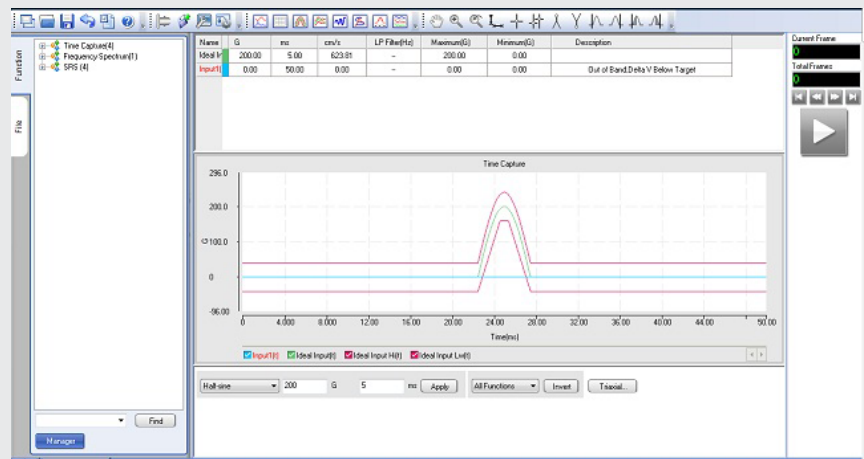 Function
File
Time Capture(4)
Frequency Spectrum(1)
SRS (4)
Find
Manager
Name G ms cm/s LP Filter(Hz) Maximum(G) Minimum(G) Description
Ideal In 200.00 5.00 623.81 -- 200.00 0.00
Input1( 0.00 50.00 0.00 -- 0.00 0.00 Out of Band.Delta V Below Target
Time Capture
296.0
200.0
G 100.0
0
-96.00
0 4.000 8.000 12.00 16.00 20.00 24.00 28.00 32.00 36.00 40.00 44.00 50.00
Time(ms)
Input1(t) Ideal Input(t) Ideal Input Hi(t) Ideal Input Lw(t)
Half-sine 200 G 5 ms Apply All Functions Invert Triaxial...
Current Frame
0
Total Frames
0